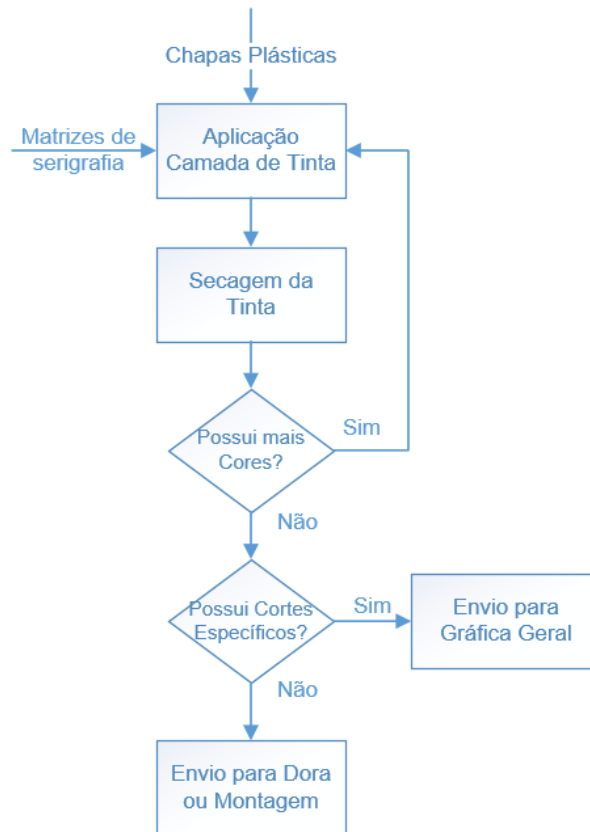 Chapas Plásticas
Matrizes de
serigrafia
Aplicação
Camada de Tinta
Secagem da
Tinta
Possui mais
Cores?
Sim
Não
Possui Cortes
Específicos?
Sim
Envio para
Gráfica Geral
Não
Envio para Dora
ou Montagem